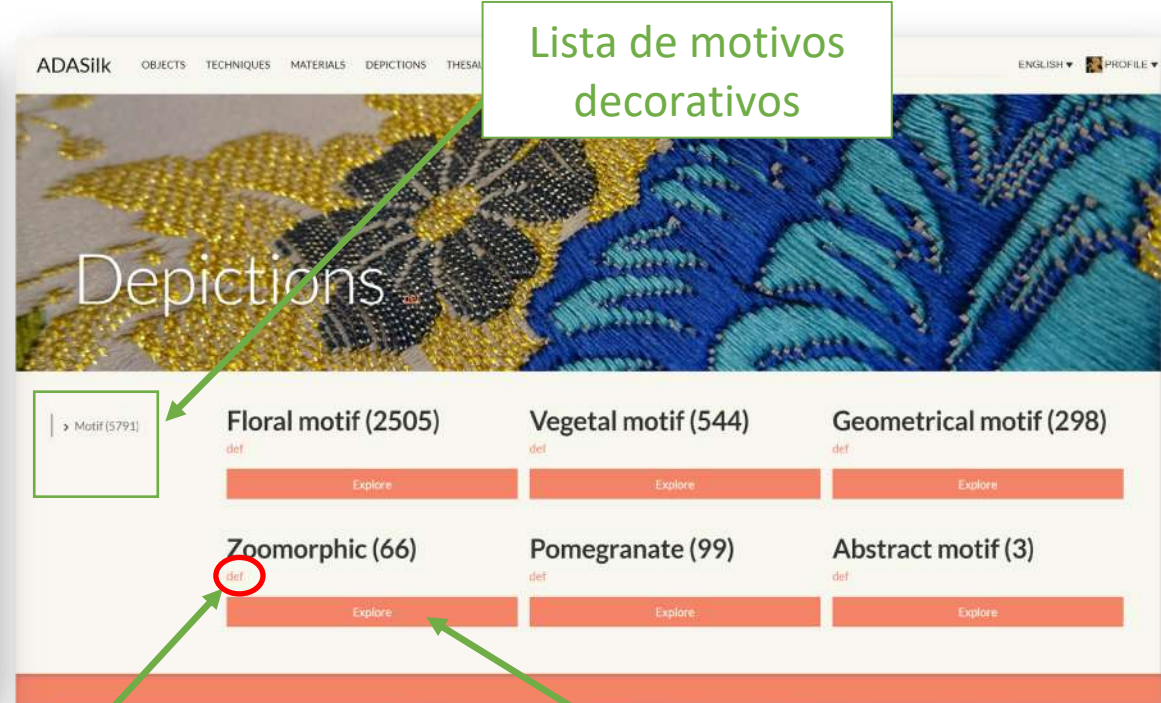 Lista de motivos
decorativos
ADASilk OBJECTS TECHNIQUES MATERIALS DEPICTIONS ENGLISH ▾ PROFILE ▾
Depictions def
› Motif (5791)
Floral motif (2505) Vegetal motif (544) Geometrical motif (298)
def def def
Explore Explore Explore
Zoomorphic (66) Pomegranate (99) Abstract motif (3)
def def def
Explore Explore Explore